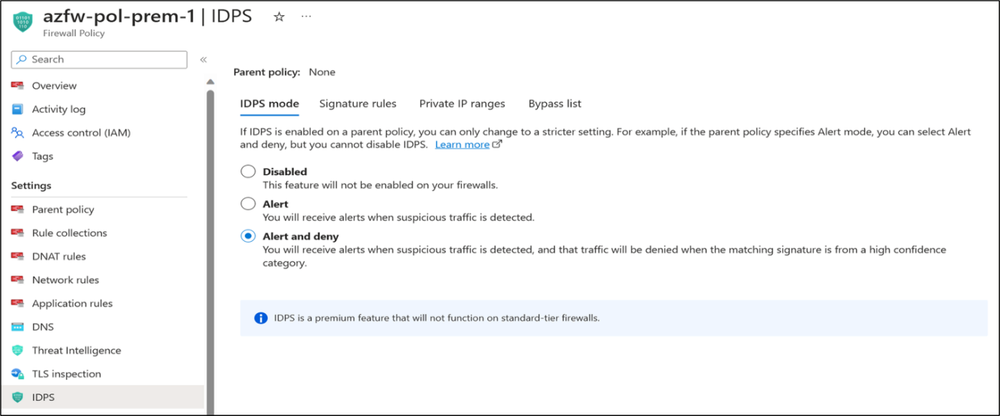 azfw-pol-prem-1 | IDPS
Firewall Policy
Search
Overview
Activity log
Access control (IAM)
Tags
Settings
Parent policy
Rule collections
DNAT rules
Network rules
Application rules
DNS
Threat Intelligence
TLS inspection
IDPS
Parent policy: None
IDPS mode Signature rules Private IP ranges Bypass list
If IDPS is enabled on a parent policy, you can only change to a stricter setting. For example, if the parent policy specifies Alert mode, you can select Alert
and deny, but you cannot disable IDPS. Learn more
Disabled
This feature will not be enabled on your firewalls.
Alert
You will receive alerts when suspicious traffic is detected.
Alert and deny
You will receive alerts when suspicious traffic is detected, and that traffic will be denied when the matching signature is from a high confidence
category.
IDPS is a premium feature that will not function on standard-tier firewalls.